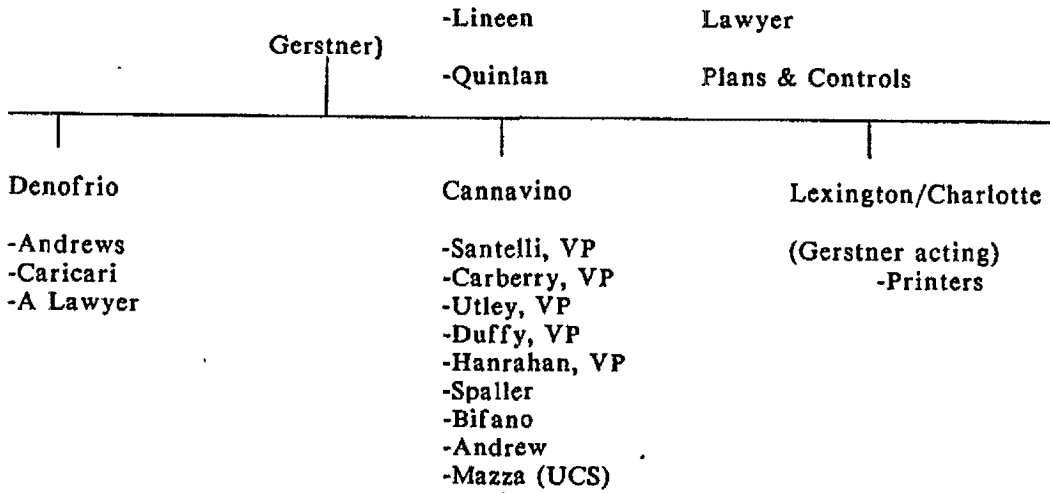 -Lineen Lawyer
Gerstner)
-Quinlan Plans & Controls
Denofrio Cannavino Lexington/Charlotte
-Andrews -Santelli, VP (Gerstner acting)
-Caricari -Carberry, VP -Printers
-A Lawyer -Utley, VP
-Duffy, VP
-Hanrahan, VP
-Spaller
-Bifano
-Andrew
-Mazza (UCS)